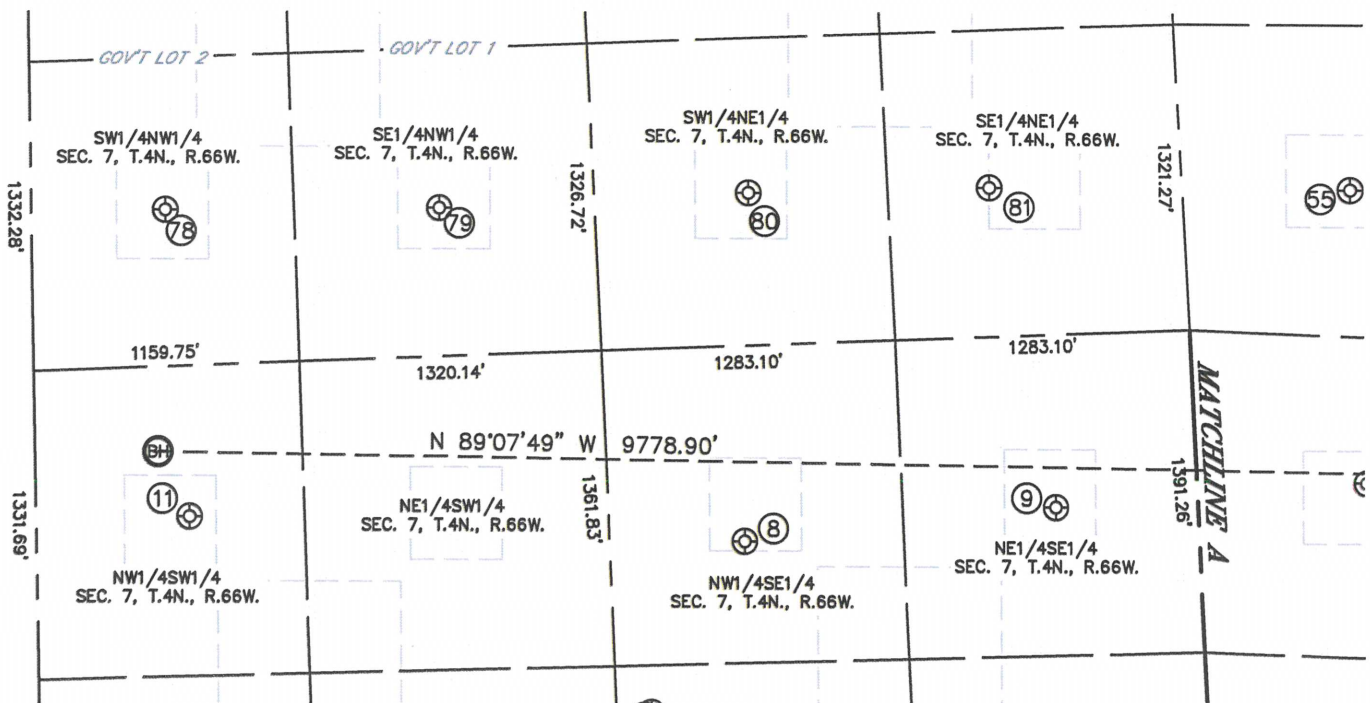 GOV'T LOT 2
GOV'T LOT 1
SW1/4NW1/4
SEC. 7, T.4N., R.66W.
SE1/4NW1/4
SEC. 7, T.4N., R.66W.
SW1/4NE1/4
SEC. 7, T.4N., R.66W.
SE1/4NE1/4
SEC. 7, T.4N., R.66W.
1332.28'
78
79
1326.72'
80
81
1321.27'
55
1159.75'
1320.14'
1283.10'
1283.10'
MATCHLINE A
BH
N 89°07'49" W 9778.90'
1331.69'
11
NW1/4SW1/4
SEC. 7, T.4N., R.66W.
NE1/4SW1/4
SEC. 7, T.4N., R.66W.
1361.83'
8
NW1/4SE1/4
SEC. 7, T.4N., R.66W.
9
NE1/4SE1/4
SEC. 7, T.4N., R.66W.
1391.26'